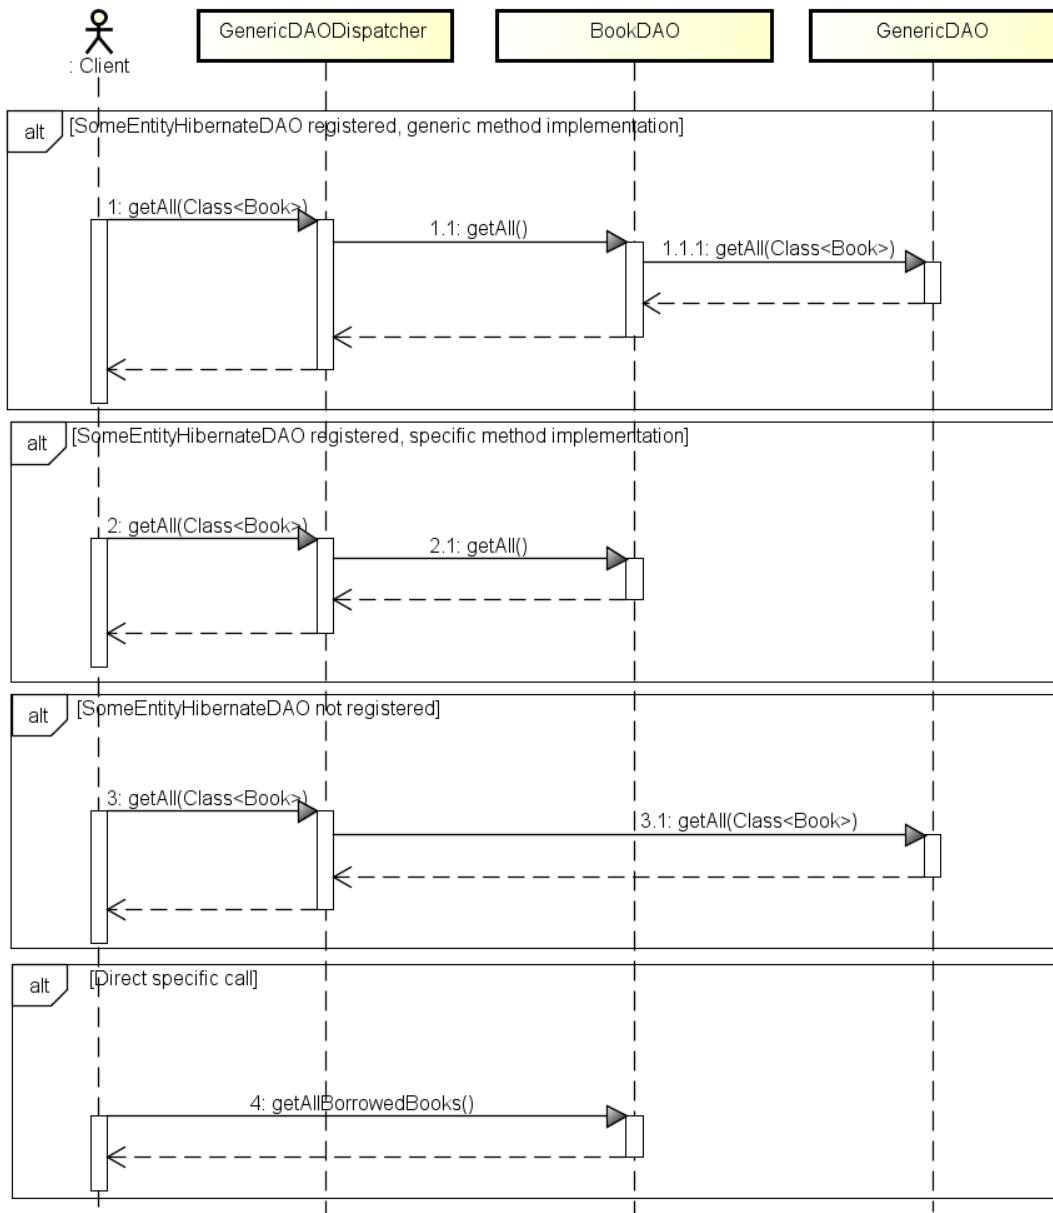 GenericDAODispatcher
BookDAO
GenericDAO
: Client
alt
[SomeEntityHibernateDAO registered, generic method implementation]
1: getAll(Class<Book>)
1.1: getAll()
1.1.1: getAll(Class<Book>)
alt
[SomeEntityHibernateDAO registered, specific method implementation]
2: getAll(Class<Book>)
2.1: getAll()
alt
[SomeEntityHibernateDAO not registered]
3: getAll(Class<Book>)
3.1: getAll(Class<Book>)
alt
[Direct specific call]
4: getAllBorrowedBooks()